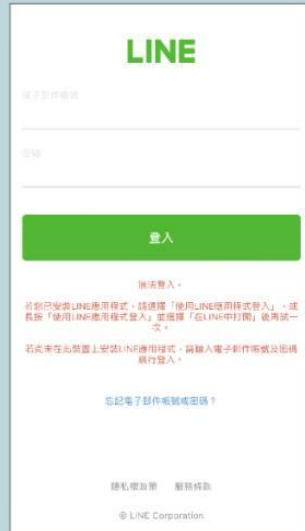 LINE
電子郵件帳號
密碼
登入
無法登入。
若您已安裝LINE應用程式，請選擇「使用LINE應用程式登入」，或
長按「使用LINE應用程式登入」並選擇「在LINE中打開」後再試一
次。
若尚未在此裝置上安裝LINE應用程式，請輸入電子郵件帳號及密碼
執行登入。
忘記電子郵件帳號或密碼？
隱私權政策 服務條款
© LINE Corporation